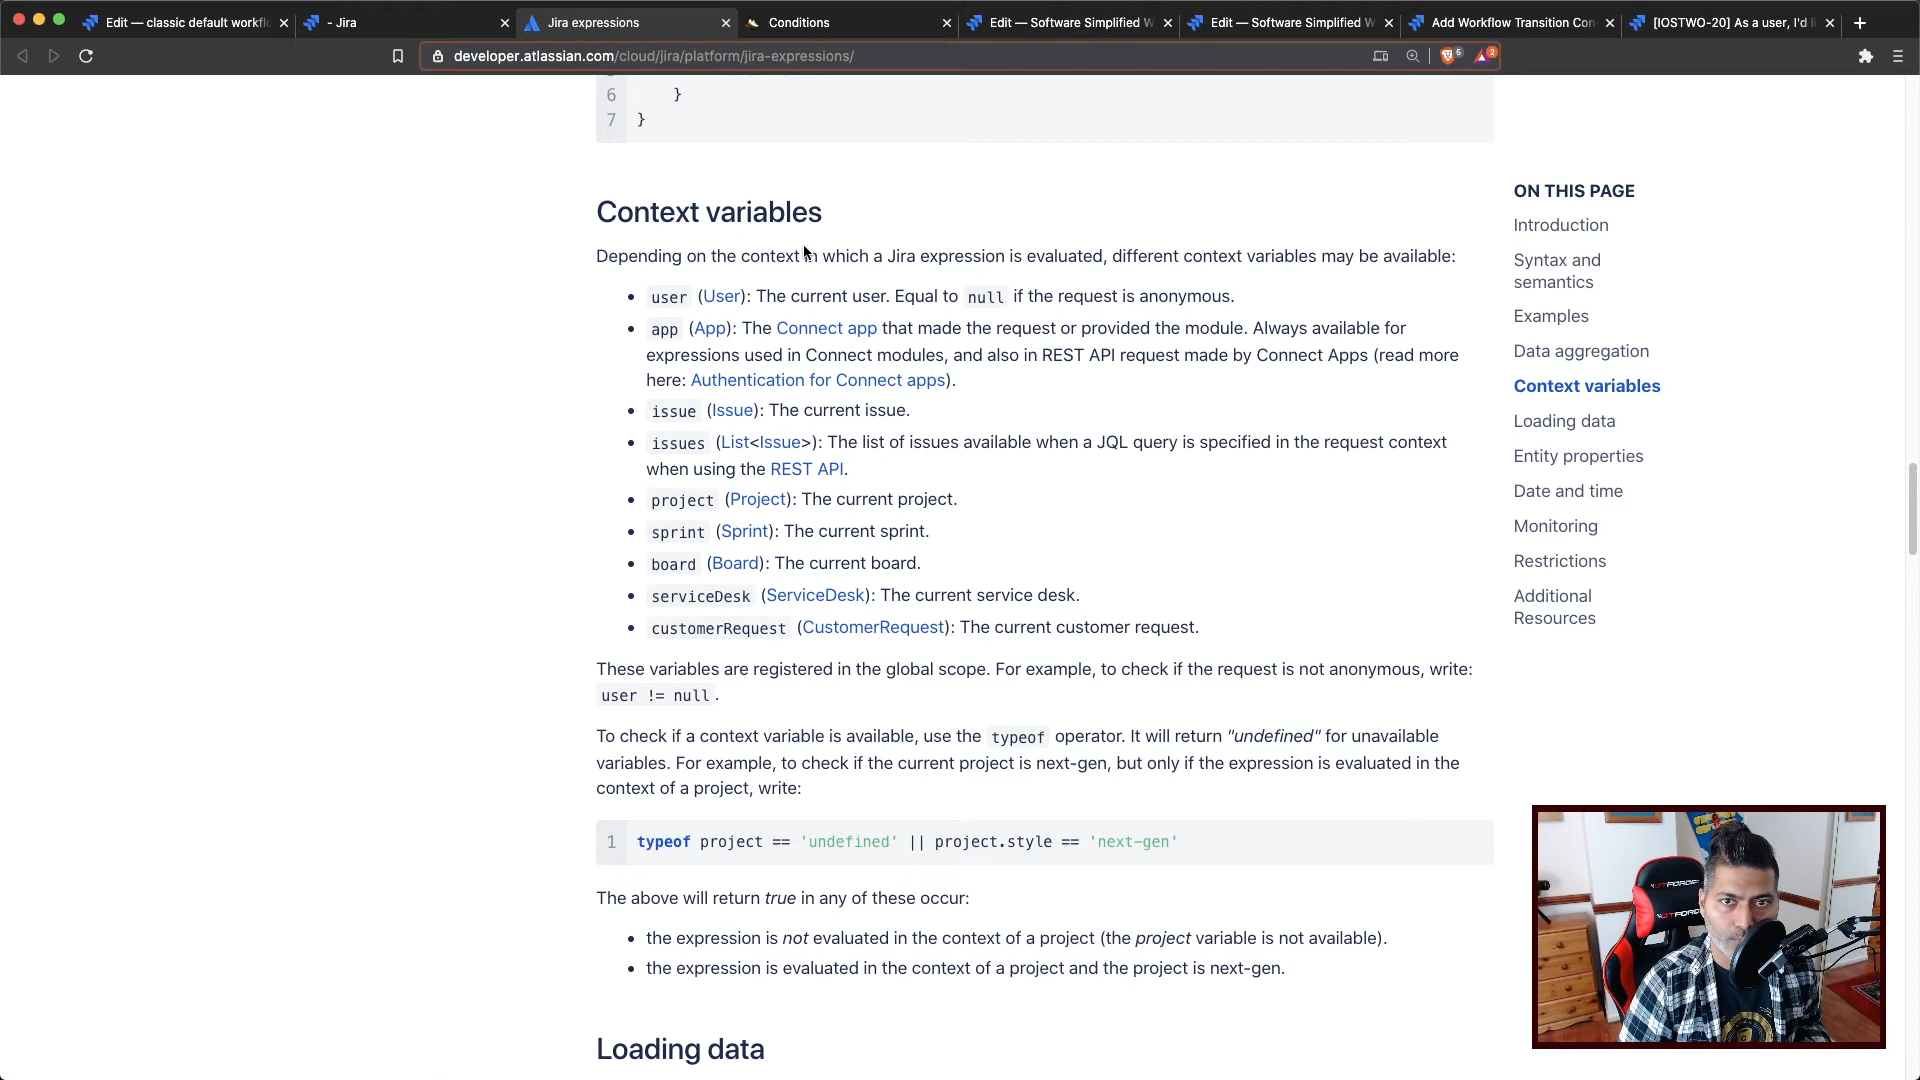 Edit — classic default workfl
- Jira
Jira expressions
Conditions
Edit — Software Simplified W
Edit — Software Simplified W
Add Workflow Transition Con
[IOSTWO-20] As a user, I'd li
developer.atlassian.com/cloud/jira/platform/jira-expressions/
5
2
6 }
7 }
Context variables
Depending on the context in which a Jira expression is evaluated, different context variables may be available:
user (User): The current user. Equal to null if the request is anonymous.
app (App): The Connect app that made the request or provided the module. Always available for
expressions used in Connect modules, and also in REST API request made by Connect Apps (read more
here: Authentication for Connect apps).
issue (Issue): The current issue.
issues (List<Issue>): The list of issues available when a JQL query is specified in the request context
when using the REST API.
project (Project): The current project.
sprint (Sprint): The current sprint.
board (Board): The current board.
serviceDesk (ServiceDesk): The current service desk.
customerRequest (CustomerRequest): The current customer request.
These variables are registered in the global scope. For example, to check if the request is not anonymous, write:
user != null.
To check if a context variable is available, use the typeof operator. It will return "undefined" for unavailable
variables. For example, to check if the current project is next-gen, but only if the expression is evaluated in the
context of a project, write:
1 typeof project == 'undefined' || project.style == 'next-gen'
The above will return true in any of these occur:
the expression is not evaluated in the context of a project (the project variable is not available).
the expression is evaluated in the context of a project and the project is next-gen.
Loading data
ON THIS PAGE
Introduction
Syntax and
semantics
Examples
Data aggregation
Context variables
Loading data
Entity properties
Date and time
Monitoring
Restrictions
Additional
Resources